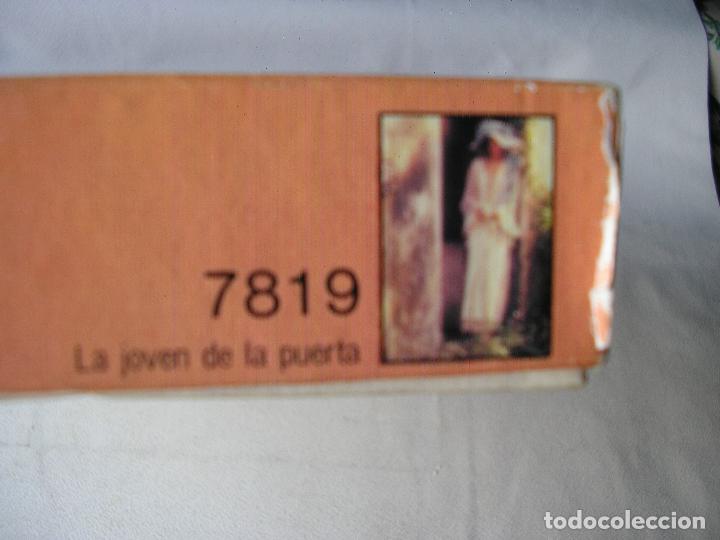 7819
La joven de la puerta
todocoleccion